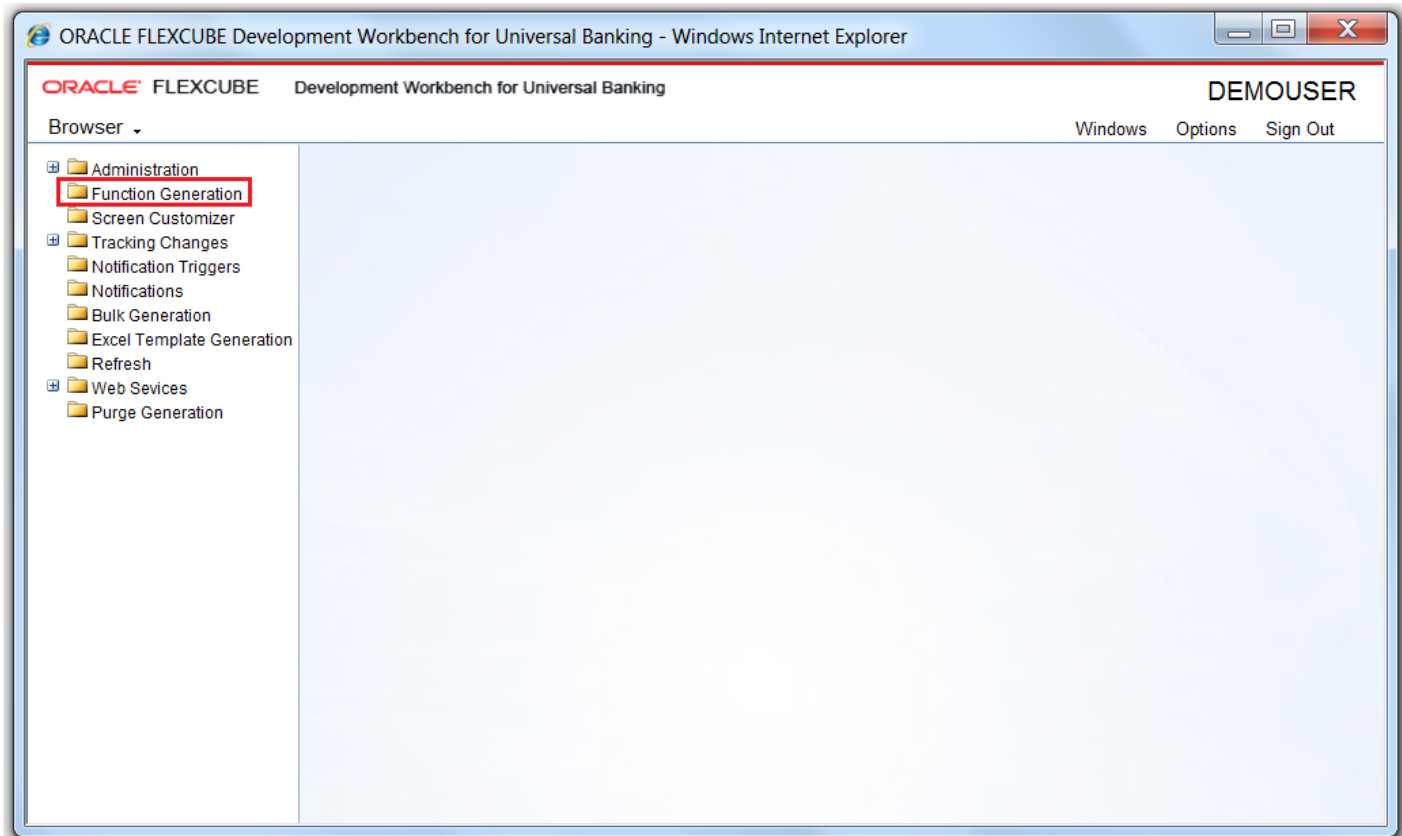 ORACLE FLEXCUBE Development Workbench for Universal Banking - Windows Internet Explorer
ORACLE FLEXCUBE Development Workbench for Universal Banking DEMOUSER
Browser Windows Options Sign Out
Administration
Function Generation
Screen Customizer
Tracking Changes
Notification Triggers
Notifications
Bulk Generation
Excel Template Generation
Refresh
Web Sevices
Purge Generation